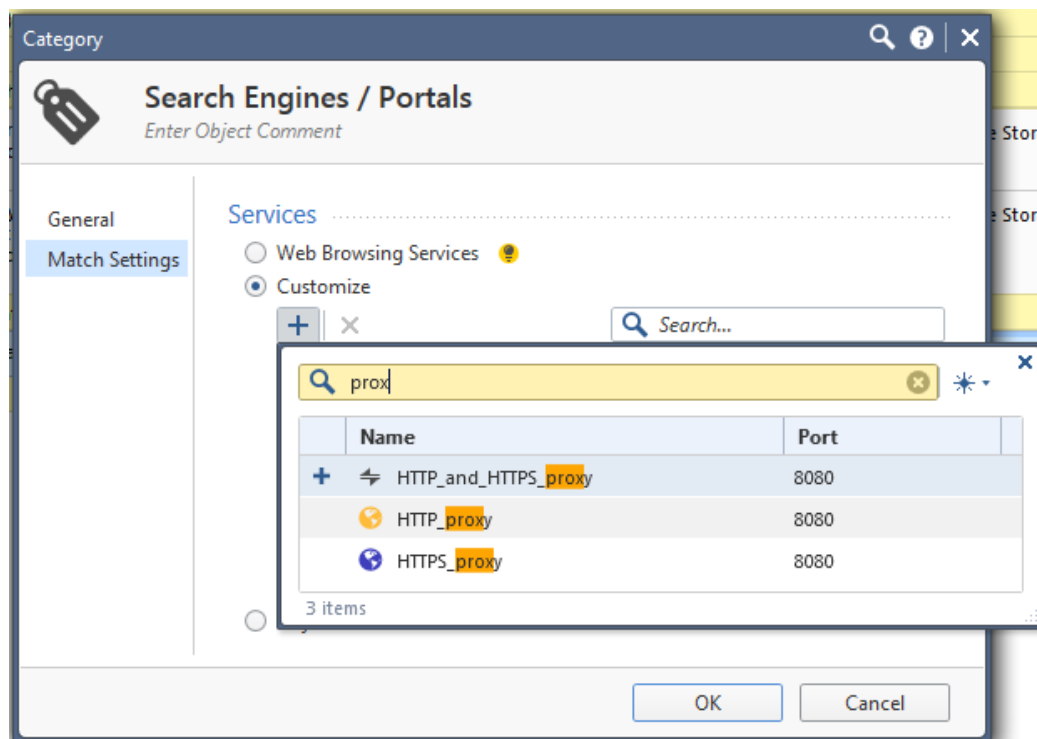 Category
Search Engines / Portals
Enter Object Comment
General
Match Settings
Services
Web Browsing Services
Customize
Search...
prox
Name Port
HTTP_and_HTTPS_proxy 8080
HTTP_proxy 8080
HTTPS_proxy 8080
3 items
OK Cancel
e Stor
e Stor